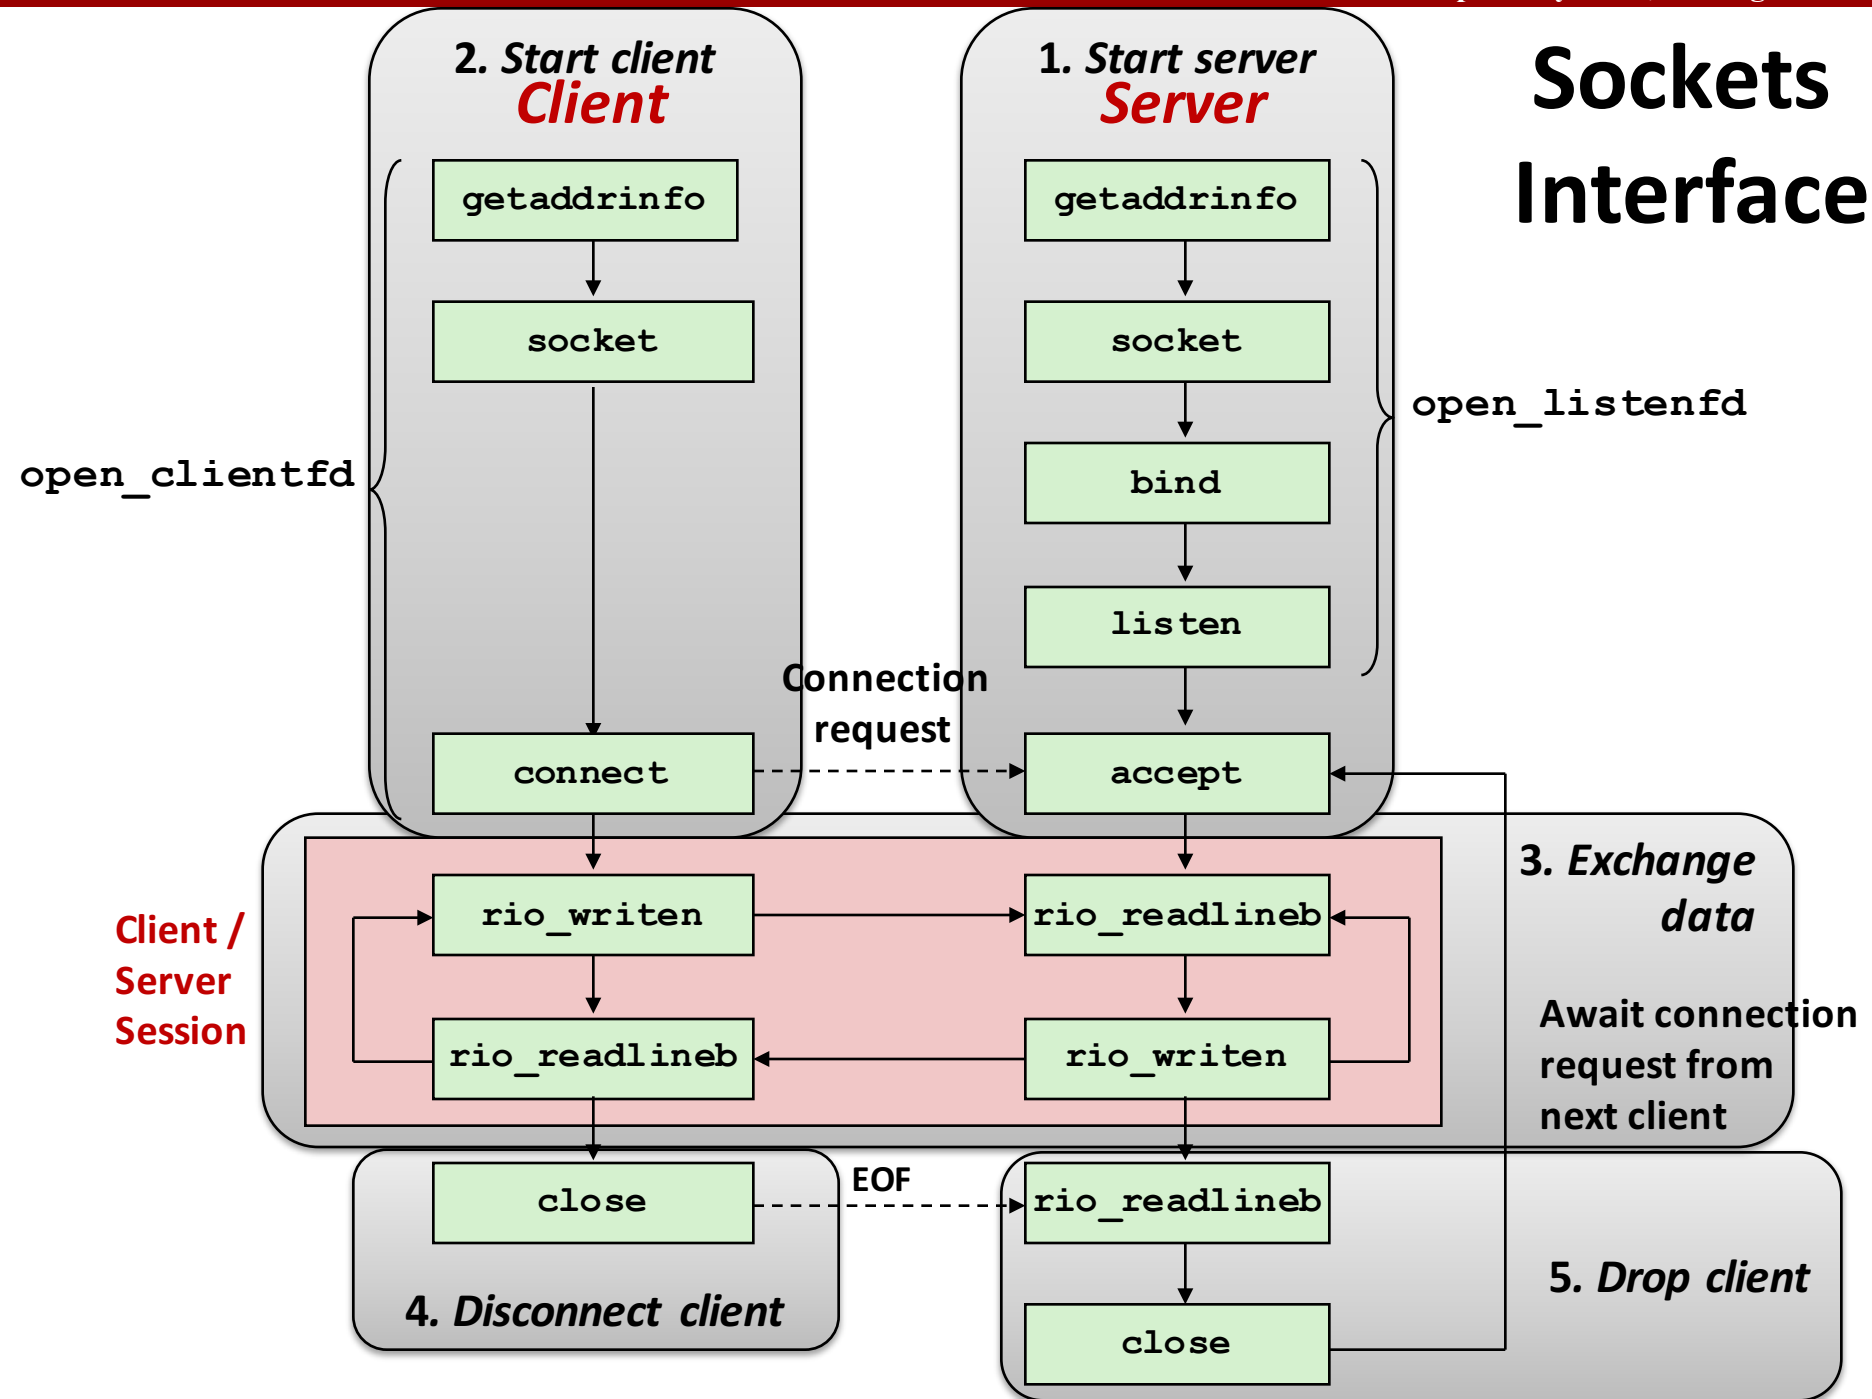 Sockets
Interface
2. Start client
Client
1. Start server
Server
getaddrinfo
getaddrinfo
socket
socket
open_listenfd
open_clientfd
bind
listen
Connection
request
connect
accept
3. Exchange
data
Client /
Server
Session
rio_writen
rio_readlineb
Await connection
request from
next client
rio_readlineb
rio_writen
close
EOF
rio_readlineb
4. Disconnect client
5. Drop client
close